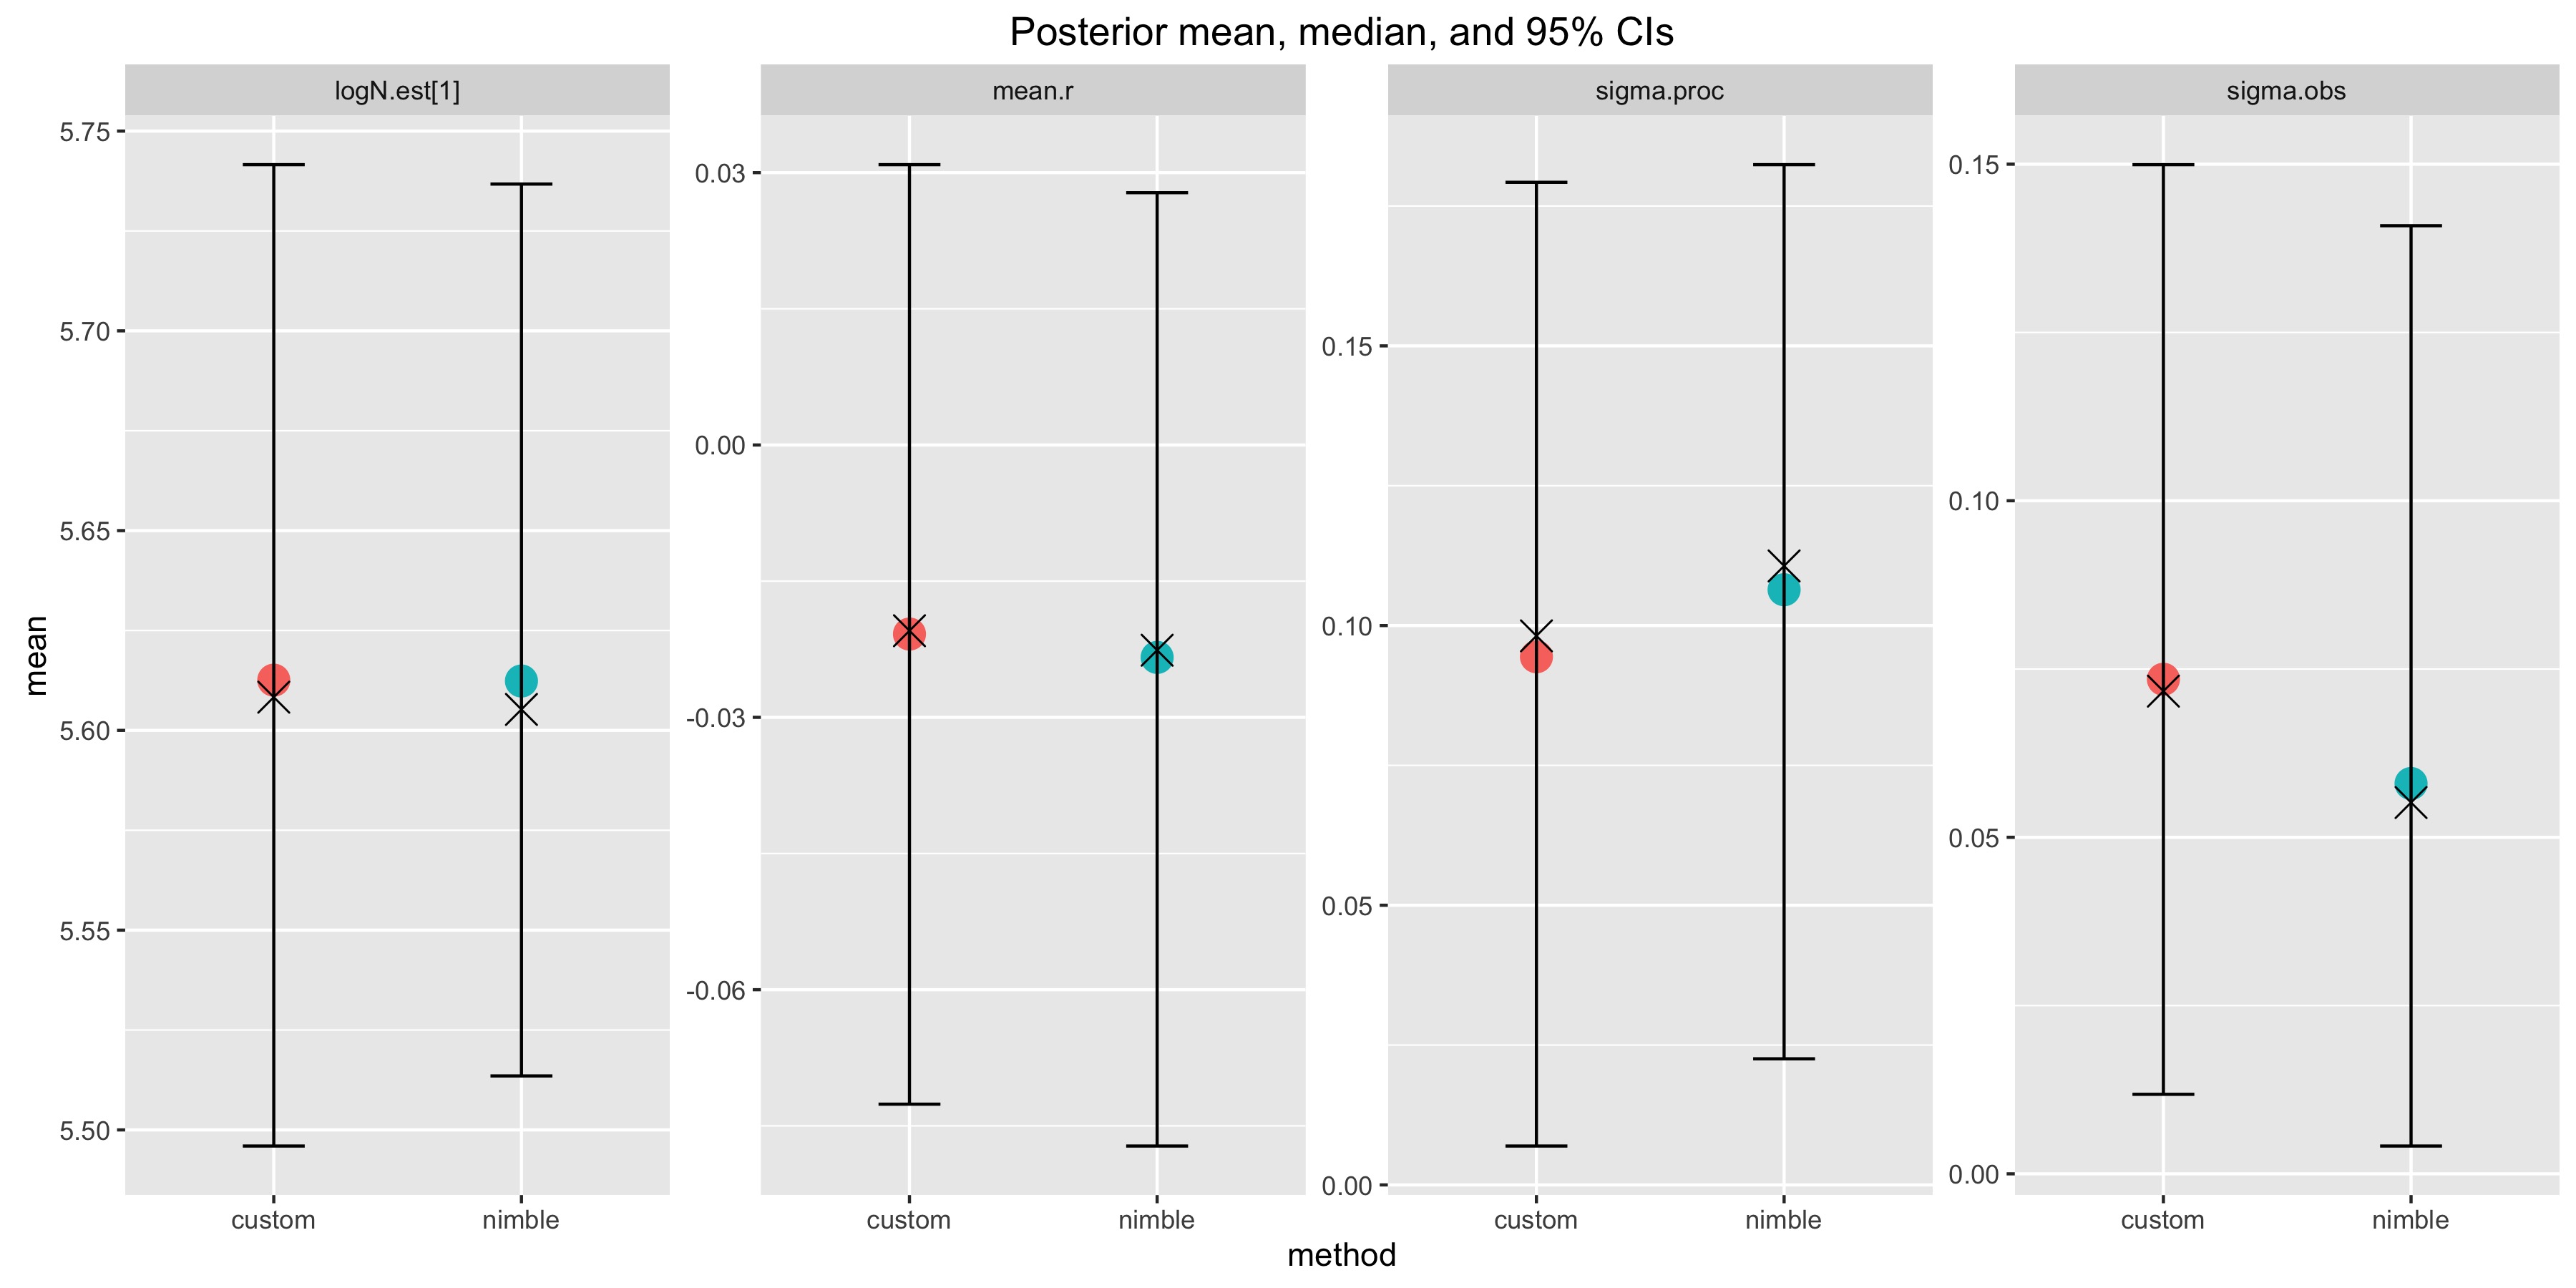 Posterior mean, median, and 95% CIs
logN.est[1]
mean.r
sigma.proc
sigma.obs
mean
5.75
5.70
5.65
5.60
5.55
5.50
0.03
0.00
-0.03
-0.06
0.15
0.10
0.05
0.00
0.15
0.10
0.05
0.00
custom nimble
custom nimble
custom nimble
custom nimble
method